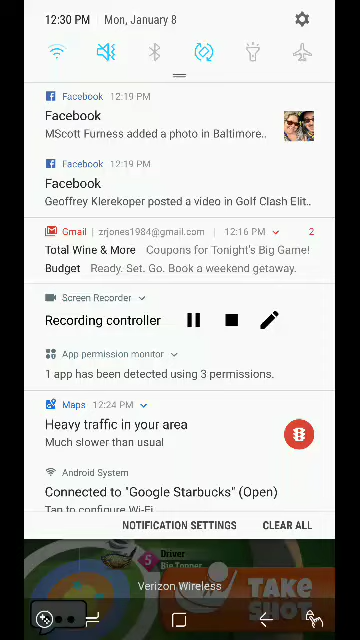 12:30 PM Mon, January 8
Facebook 12:19 PM
Facebook
MScott Furness added a photo in Baltimore..
Facebook 12:19 PM
Facebook
Geoffrey Klerekoper posted a video in Golf Clash Elit..
Gmail | zrjones1984@gmail.com | 12:16 PM 2
Total Wine & More Coupons for Tonight's Big Game!
Budget Ready. Set. Go. Book a weekend getaway.
Screen Recorder
Recording controller
App permission monitor
1 app has been detected using 3 permissions.
Maps 12:24 PM
Heavy traffic in your area
Much slower than usual
Android System
Connected to "Google Starbucks" (Open)
Tap to configure Wi-Fi
NOTIFICATION SETTINGS CLEAR ALL
5 Driver
Big Topper
Verizon Wireless
TAKE
SHOT